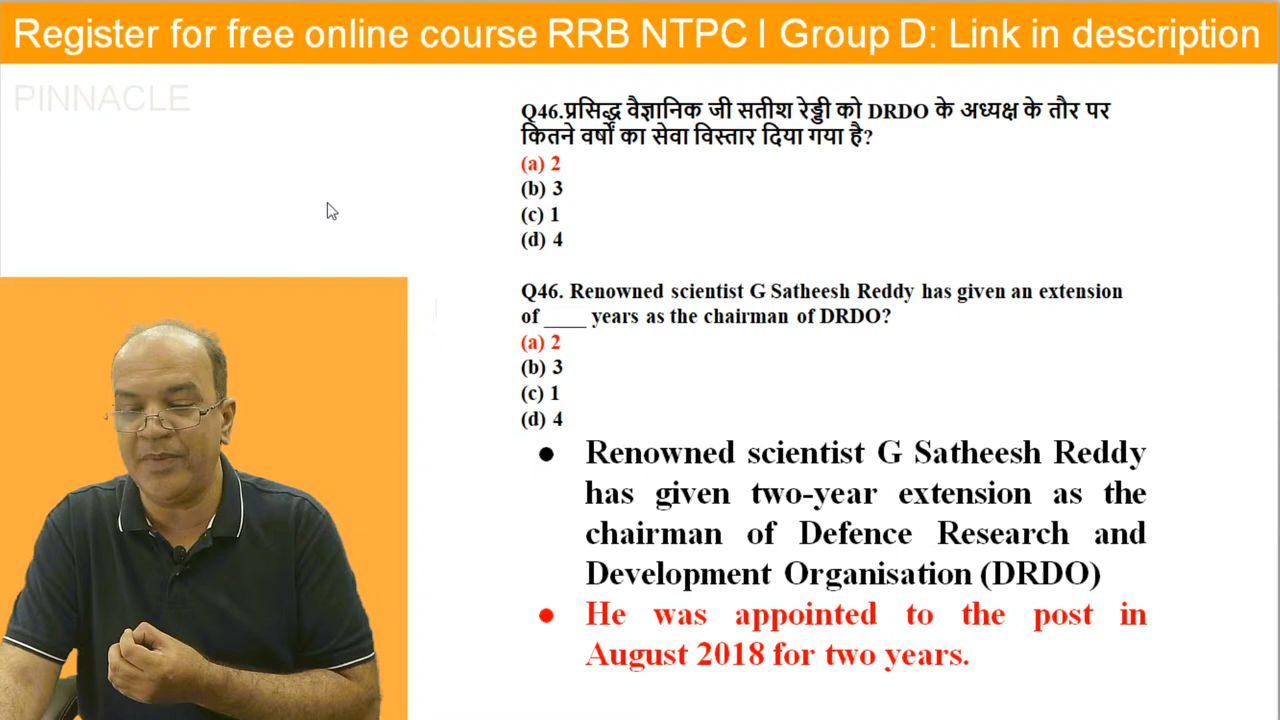 Register for free online course RRB NTPC I Group D: Link in description
PINNACLE
Q46.प्रसिद्ध वैज्ञानिक जी सतीश रेड्डी को DRDO के अध्यक्ष के तौर पर
कितने वर्षों का सेवा विस्तार दिया गया है?
(a) 2
(b) 3
(c) 1
(d) 4
Q46. Renowned scientist G Satheesh Reddy has given an extension
of ____ years as the chairman of DRDO?
(a) 2
(b) 3
(c) 1
(d) 4
● Renowned scientist G Satheesh Reddy
has given two-year extension as the
chairman of Defence Research and
Development Organisation (DRDO)
● He was appointed to the post in
August 2018 for two years.